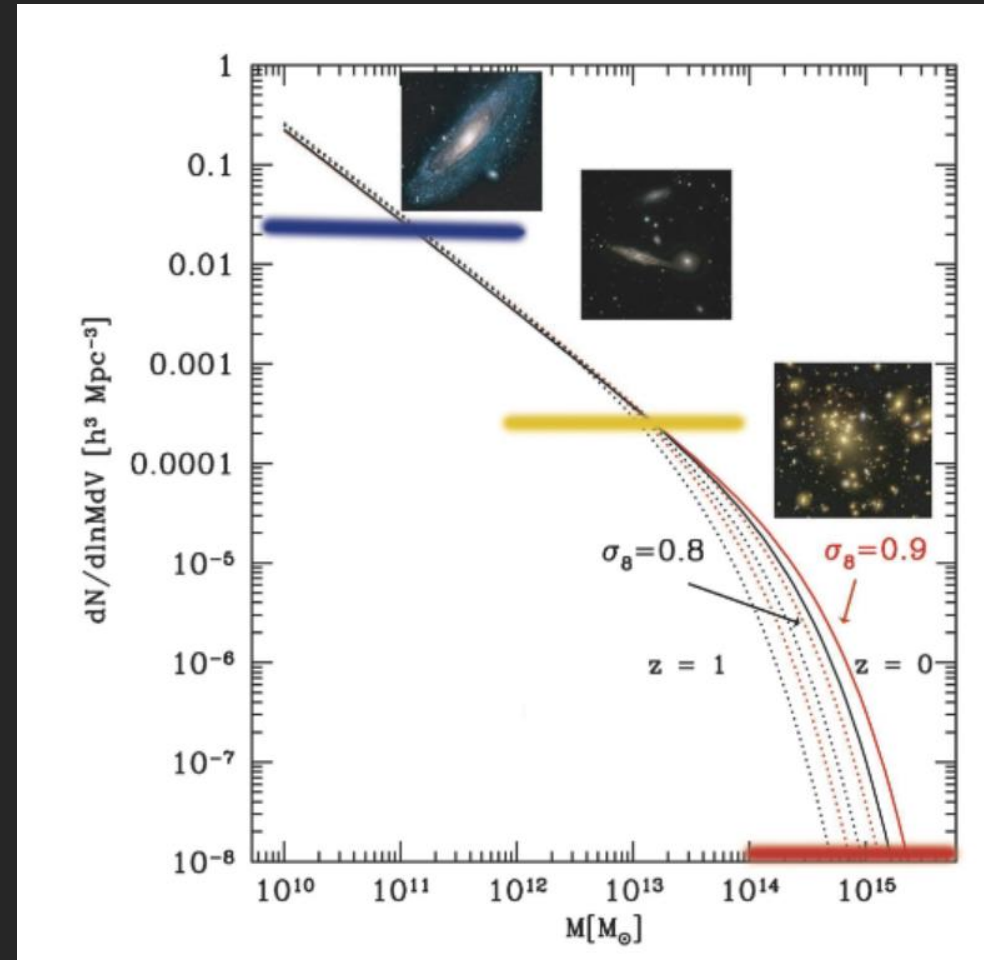 1
0.1
0.01
0.001
0.0001
10⁻⁵
10⁻⁶
10⁻⁷
10⁻⁸
dN/dlnMdV [h³ Mpc⁻³]
σ₈=0.8
σ₈=0.9
z = 1
z = 0
10¹⁰ 10¹¹ 10¹² 10¹³ 10¹⁴ 10¹⁵
M[M☉]